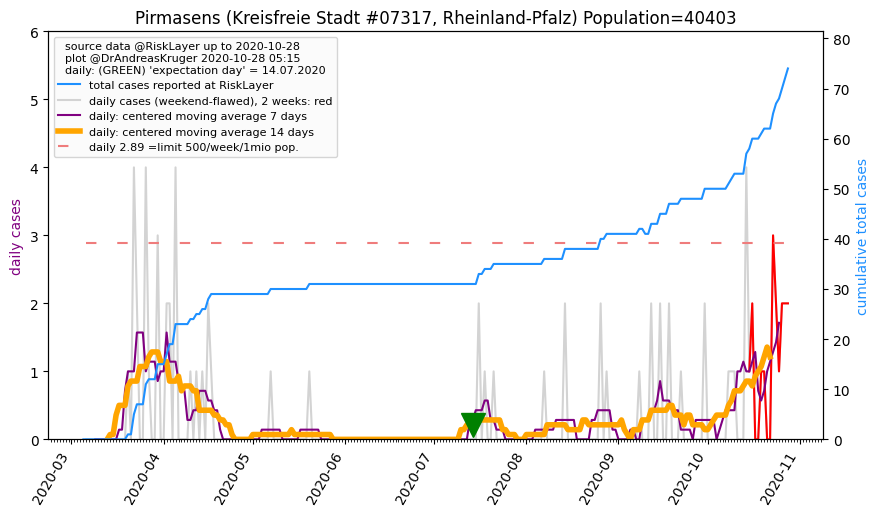 Pirmasens (Kreisfreie Stadt #07317, Rheinland-Pfalz) Population=40403
source data @RiskLayer up to 2020-10-28
plot @DrAndreasKruger 2020-10-28 05:15
daily: (GREEN) 'expectation day' = 14.07.2020
total cases reported at RiskLayer
daily cases (weekend-flawed), 2 weeks: red
daily: centered moving average 7 days
daily: centered moving average 14 days
daily 2.89 =limit 500/week/1mio pop.
daily cases
6
5
4
3
2
1
0
cumulative total cases
80
70
60
50
40
30
20
10
0
2020-03
2020-04
2020-05
2020-06
2020-07
2020-08
2020-09
2020-10
2020-11